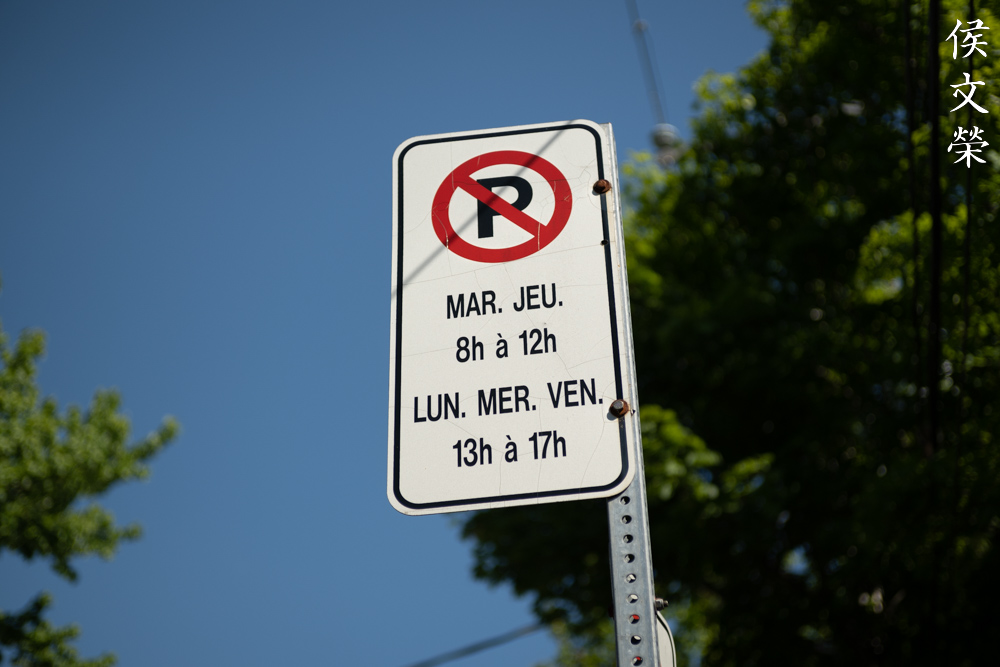 P
MAR. JEU.
8h à 12h
LUN. MER. VEN.
13h à 17h
侯文榮